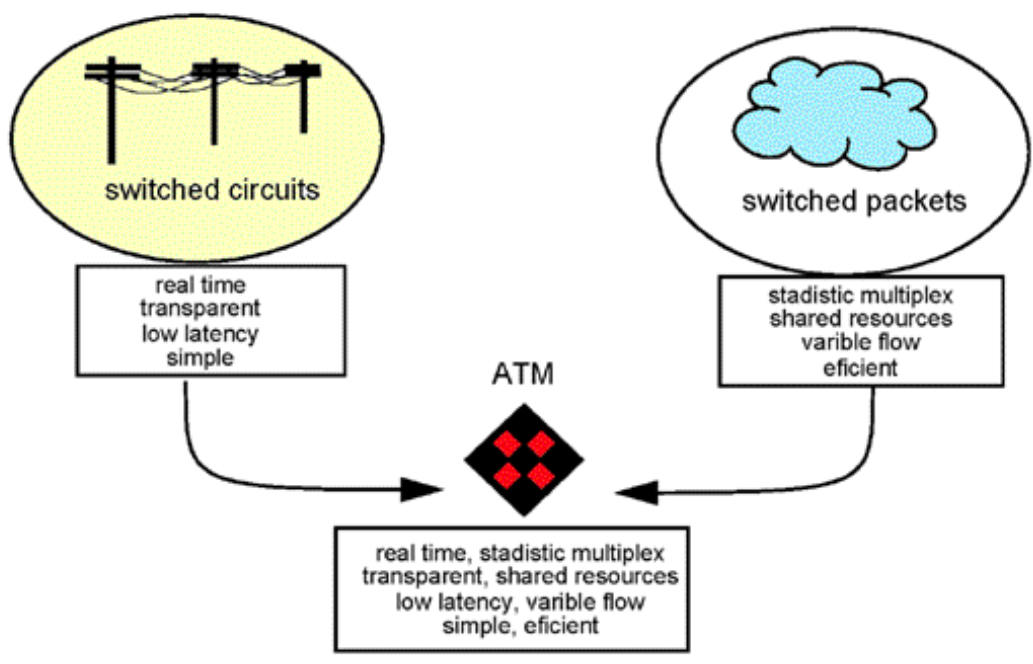 switched circuits
real time
transparent
low latency
simple
switched packets
stadistic multiplex
shared resources
varible flow
eficient
ATM
real time, stadistic multiplex
transparent, shared resources
low latency, varible flow
simple, eficient